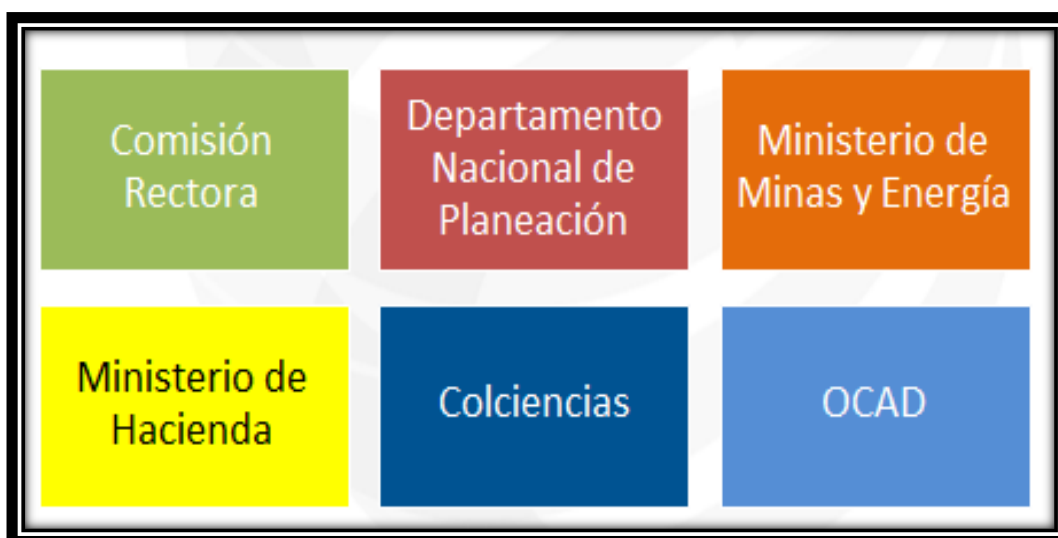 Comisión
Rectora
Departamento
Nacional de
Planeación
Ministerio de
Minas y Energía
Ministerio de
Hacienda
Colciencias
OCAD